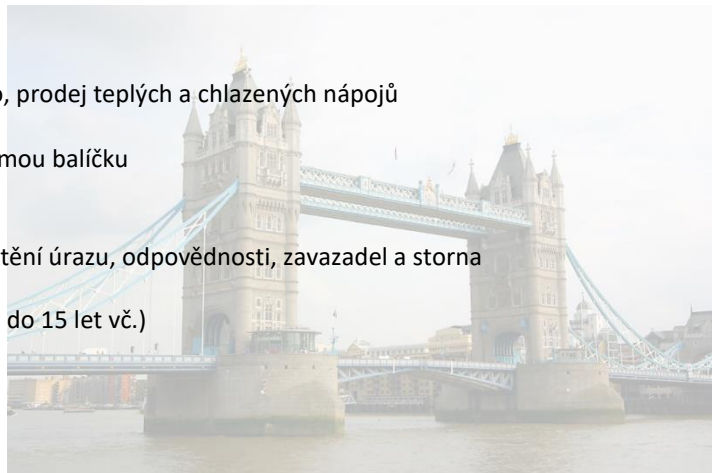 , prodej teplých a chlazených nápojů
mou balíčku
tění úrazu, odpovědnosti, zavazadel a storna
do 15 let vč.)